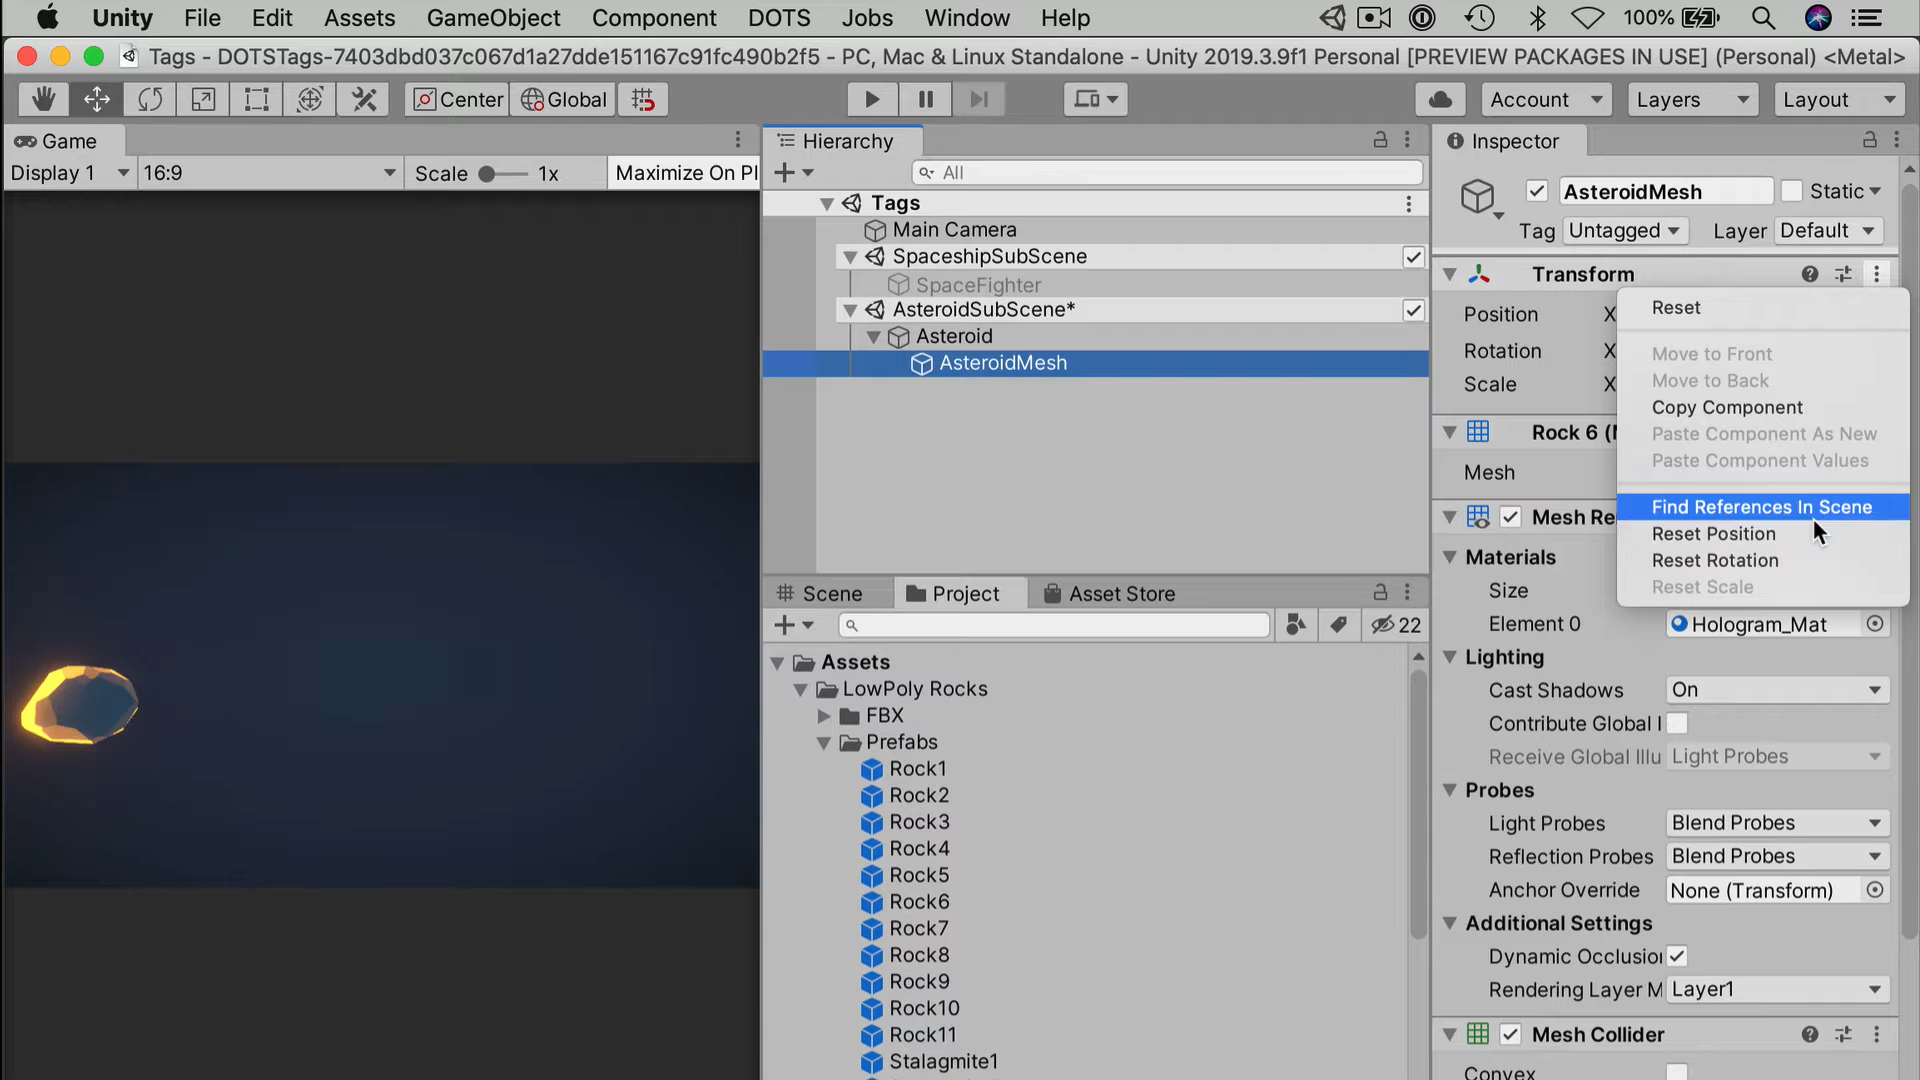 Unity File Edit Assets GameObject Component DOTS Jobs Window Help 100%
Tags - DOTSTags-7403dbd037c067d1a27dde151167c91fc490b2f5 - PC, Mac & Linux Standalone - Unity 2019.3.9f1 Personal [PREVIEW PACKAGES IN USE] (Personal) <Metal>
Center Global Account Layers Layout
Game
Display 1 16:9 Scale 1x Maximize On Pl
Hierarchy
All
Tags
Main Camera
SpaceshipSubScene
SpaceFighter
AsteroidSubScene*
Asteroid
AsteroidMesh
Scene Project Asset Store
22
Assets
LowPoly Rocks
FBX
Prefabs
Rock1
Rock2
Rock3
Rock4
Rock5
Rock6
Rock7
Rock8
Rock9
Rock10
Rock11
Stalagmite1
Inspector
AsteroidMesh Static
Tag Untagged Layer Default
Transform
Position X
Rotation X
Scale X
Reset
Move to Front
Move to Back
Copy Component
Paste Component As New
Paste Component Values
Find References In Scene
Reset Position
Reset Rotation
Reset Scale
Rock 6 (M
Mesh
Mesh Re
Materials
Size
Element 0 Hologram_Mat
Lighting
Cast Shadows On
Contribute Global I
Receive Global Illu Light Probes
Probes
Light Probes Blend Probes
Reflection Probes Blend Probes
Anchor Override None (Transform)
Additional Settings
Dynamic Occlusion
Rendering Layer M Layer1
Mesh Collider
Convex